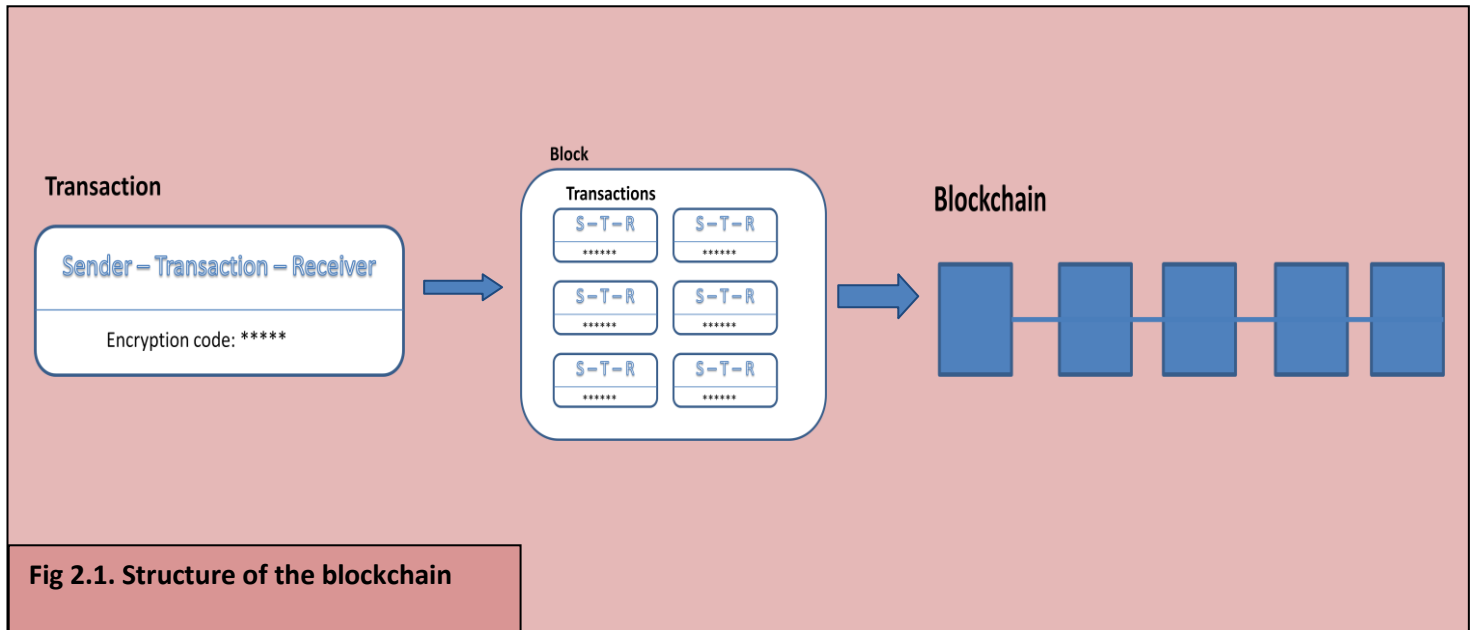 Transaction
Sender – Transaction – Receiver
Encryption code: *****
Block
Transactions
S – T – R
******
S – T – R
******
S – T – R
******
S – T – R
******
S – T – R
******
S – T – R
******
Blockchain
Fig 2.1. Structure of the blockchain